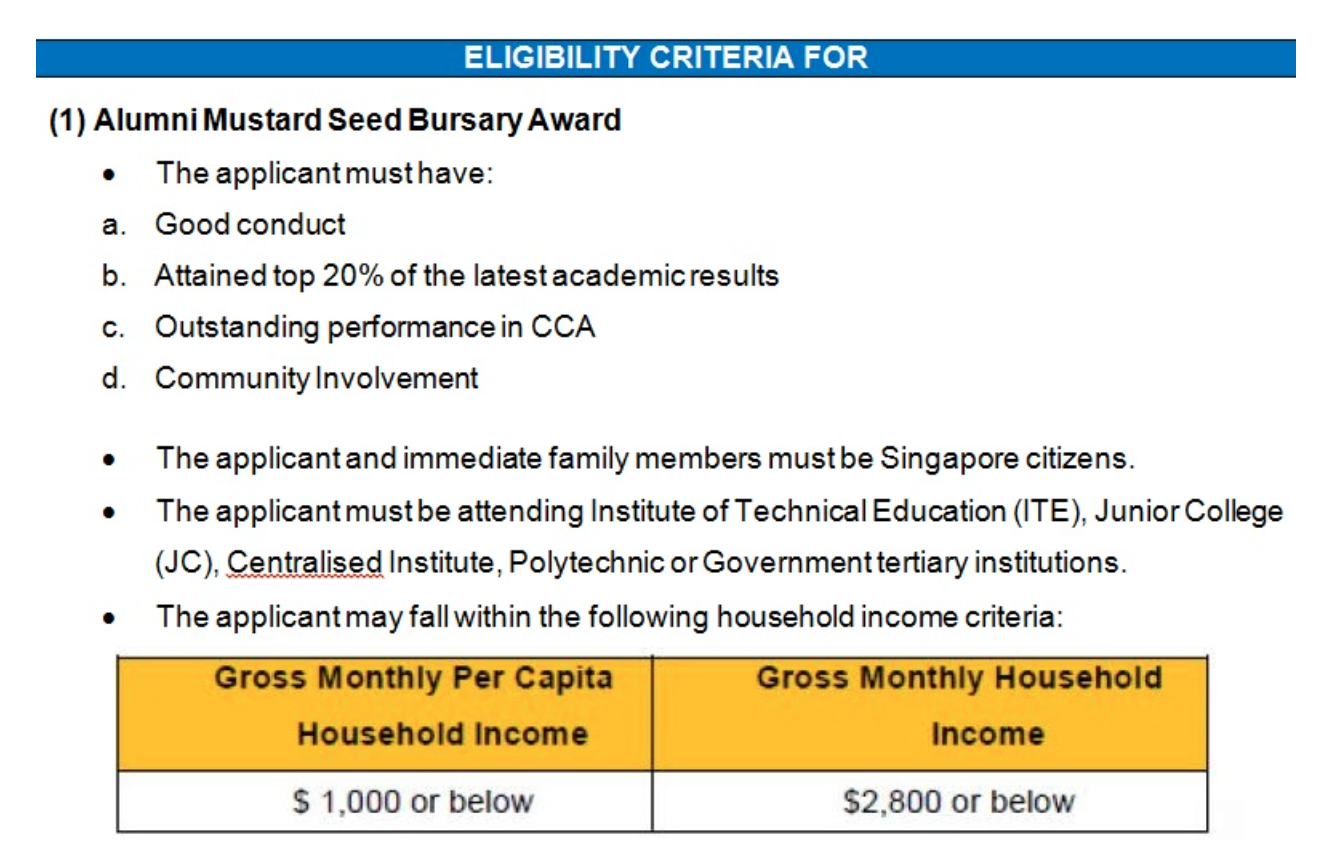 ELIGIBILITY CRITERIA FOR
(1) Alumni Mustard Seed Bursary Award
• The applicant must have:
a. Good conduct
b. Attained top 20% of the latest academic results
c. Outstanding performance in CCA
d. Community Involvement
• The applicant and immediate family members must be Singapore citizens.
• The applicant must be attending Institute of Technical Education (ITE), Junior College
(JC), Centralised Institute, Polytechnic or Government tertiary institutions.
• The applicant may fall within the following household income criteria:
Gross Monthly Per Capita
Household Income
Gross Monthly Household
Income
$ 1,000 or below
$2,800 or below